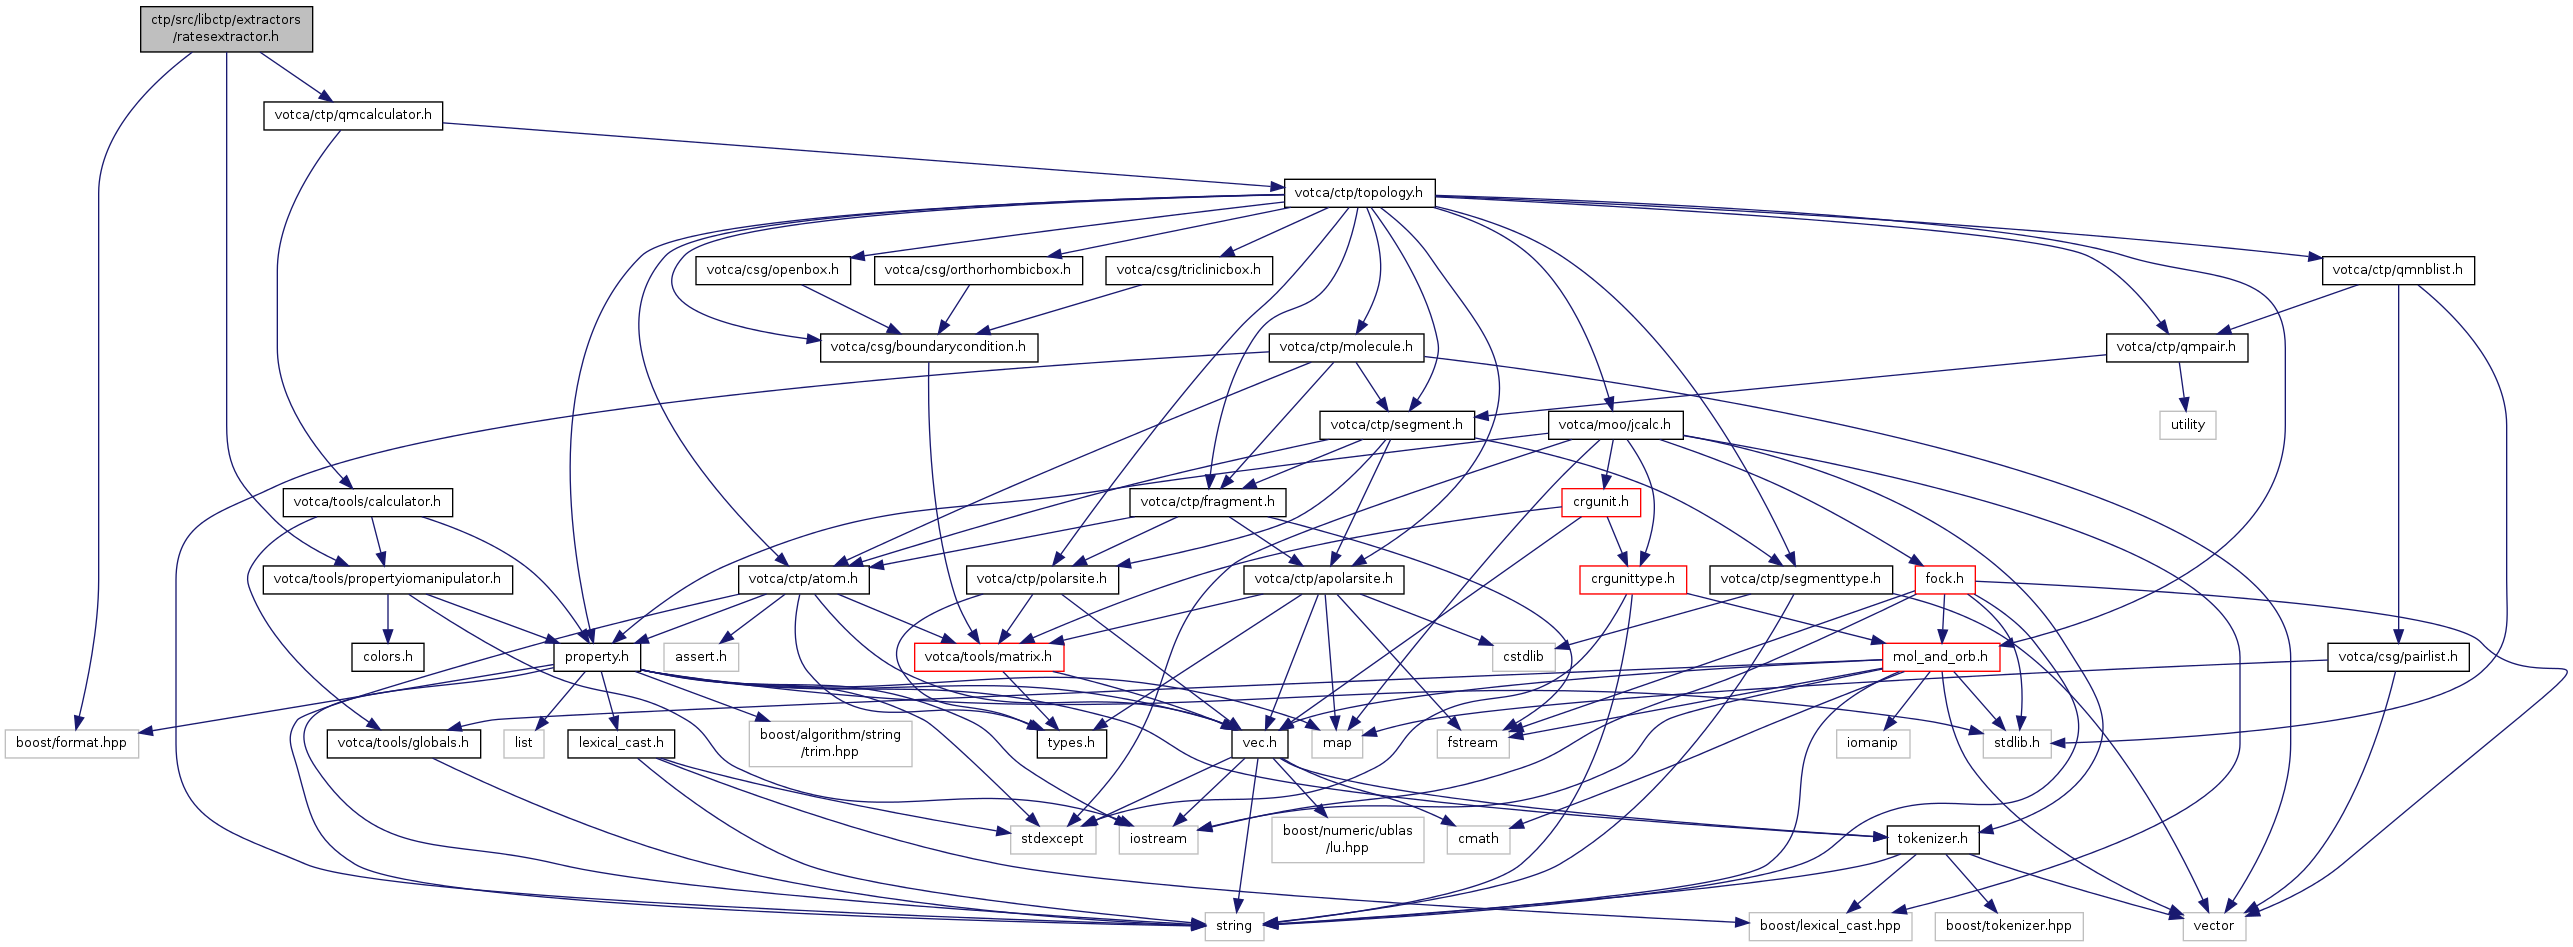 ctp/src/libctp/extractors
/ratesextractor.h
votca/ctp/qmcalculator.h
votca/ctp/topology.h
votca/csg/openbox.h
votca/csg/orthorhombicbox.h
votca/csg/triclinicbox.h
votca/ctp/qmnblist.h
votca/csg/boundarycondition.h
votca/ctp/molecule.h
votca/ctp/qmpair.h
votca/ctp/segment.h
votca/moo/jcalc.h
utility
votca/tools/calculator.h
votca/ctp/fragment.h
crgunit.h
votca/tools/propertyiomanipulator.h
votca/ctp/atom.h
votca/ctp/polarsite.h
votca/ctp/apolarsite.h
crgunittype.h
votca/ctp/segmenttype.h
fock.h
colors.h
property.h
assert.h
votca/tools/matrix.h
cstdlib
mol_and_orb.h
votca/csg/pairlist.h
boost/format.hpp
votca/tools/globals.h
list
lexical_cast.h
boost/algorithm/string
/trim.hpp
types.h
vec.h
map
fstream
iomanip
stdlib.h
stdexcept
iostream
boost/numeric/ublas
/lu.hpp
cmath
tokenizer.h
string
boost/lexical_cast.hpp
boost/tokenizer.hpp
vector